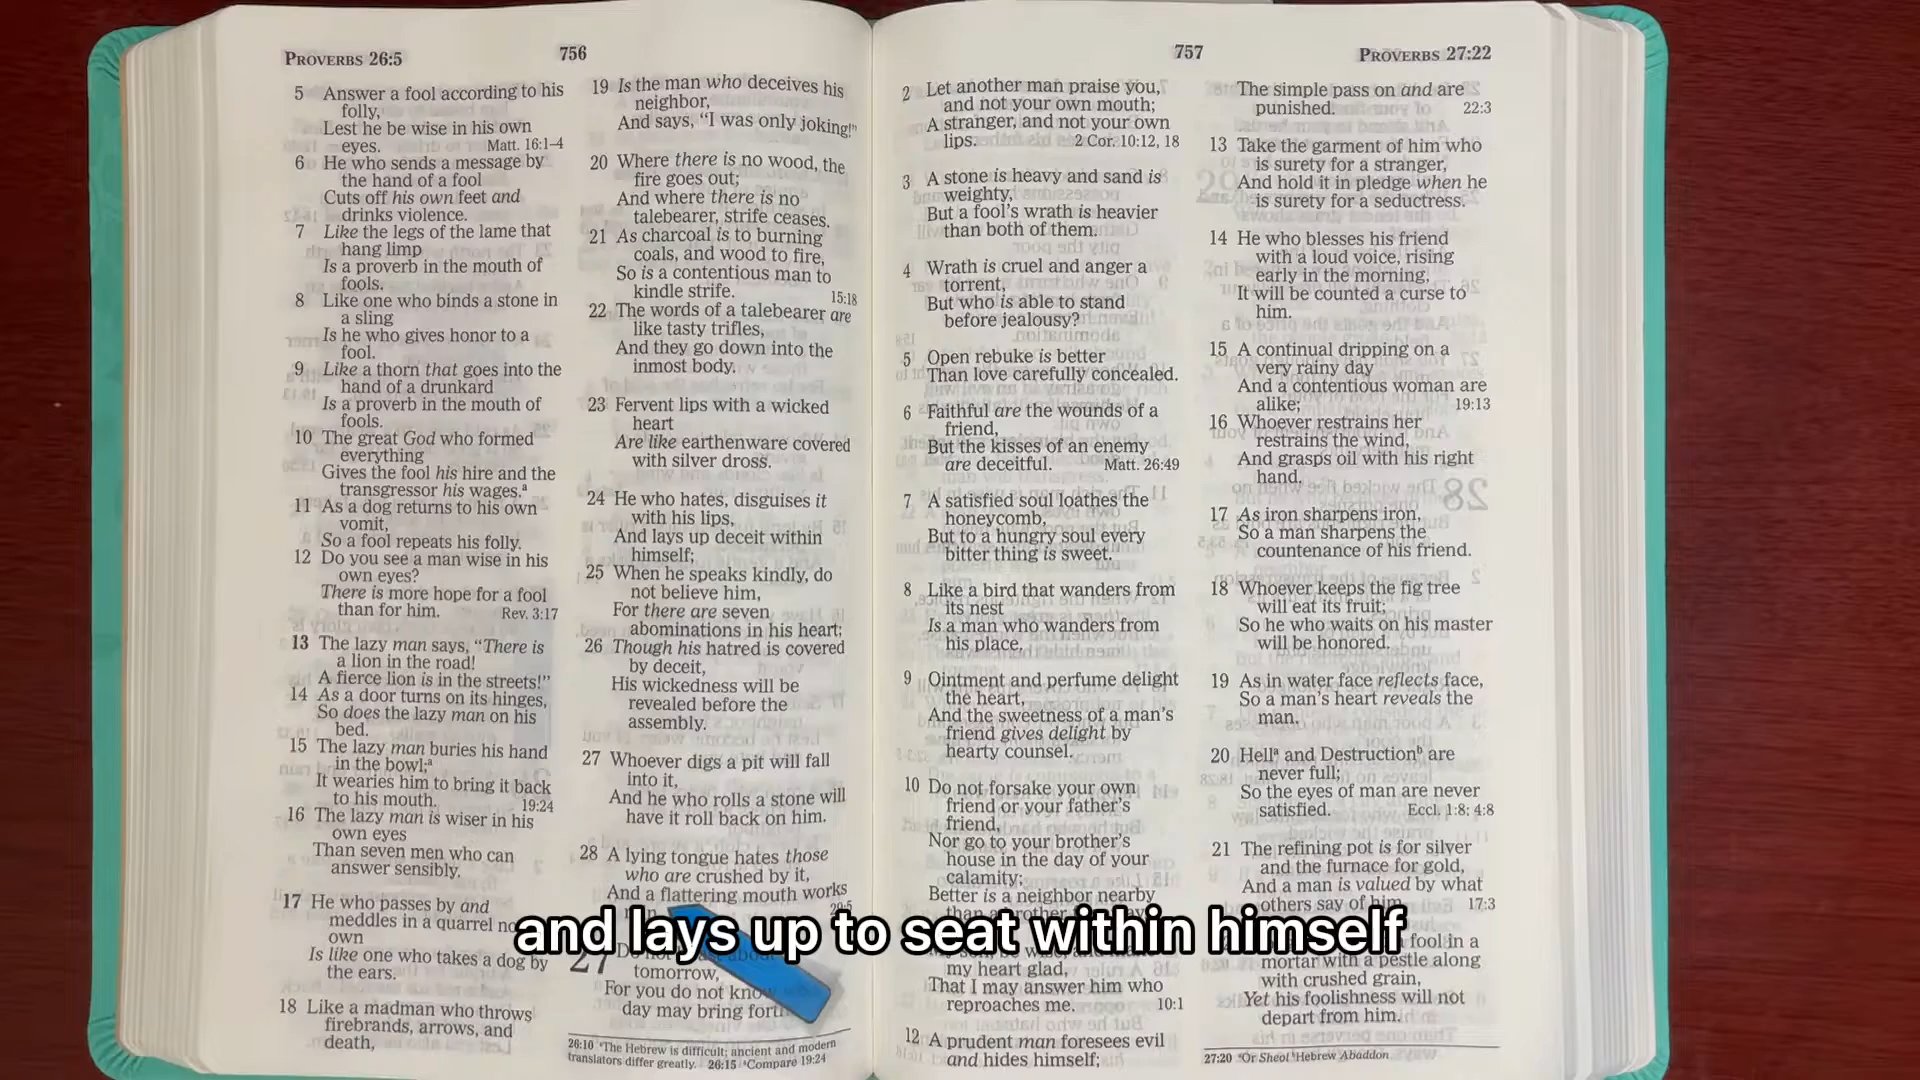 PROVERBS 26:5
756
5 Answer a fool according to his
folly,
Lest he be wise in his own
eyes. Matt. 16:1–4
6 He who sends a message by
the hand of a fool
Cuts off his own feet and
drinks violence.
7 Like the legs of the lame that
hang limp
Is a proverb in the mouth of
fools.
8 Like one who binds a stone in
a sling
Is he who gives honor to a
fool.
9 Like a thorn that goes into the
hand of a drunkard
Is a proverb in the mouth of
fools.
10 The great God who formed
everything
Gives the fool his hire and the
transgressor his wages.ª
11 As a dog returns to his own
vomit,
So a fool repeats his folly.
12 Do you see a man wise in his
own eyes?
There is more hope for a fool
than for him. Rev. 3:17
13 The lazy man says, “There is
a lion in the road!
A fierce lion is in the streets!”
14 As a door turns on its hinges,
So does the lazy man on his
bed.
15 The lazy man buries his hand
in the bowl;ª
It wearies him to bring it back
to his mouth. 19:24
16 The lazy man is wiser in his
own eyes
Than seven men who can
answer sensibly.
17 He who passes by and
meddles in a quarrel no
own
Is like one who takes a dog by
the ears.
18 Like a madman who throws
firebrands, arrows, and
death,
19 Is the man who deceives his
neighbor,
And says, “I was only joking!”
20 Where there is no wood, the
fire goes out;
And where there is no
talebearer, strife ceases.
21 As charcoal is to burning
coals, and wood to fire,
So is a contentious man to
kindle strife. 15:18
22 The words of a talebearer are
like tasty trifles,
And they go down into the
inmost body.
23 Fervent lips with a wicked
heart
Are like earthenware covered
with silver dross.
24 He who hates, disguises it
with his lips,
And lays up deceit within
himself;
25 When he speaks kindly, do
not believe him,
For there are seven
abominations in his heart;
26 Though his hatred is covered
by deceit,
His wickedness will be
revealed before the
assembly.
27 Whoever digs a pit will fall
into it,
And he who rolls a stone will
have it roll back on him.
28 A lying tongue hates those
who are crushed by it,
And a flattering mouth works
29:5
27
tomorrow,
For you do not know
day may bring forth
26:10 ªThe Hebrew is difficult; ancient and modern
translators differ greatly. 26:15 ªCompare 19:24
757
PROVERBS 27:22
2 Let another man praise you,
and not your own mouth;
A stranger, and not your own
lips. 2 Cor. 10:12, 18
3 A stone is heavy and sand is
weighty,
But a fool’s wrath is heavier
than both of them.
4 Wrath is cruel and anger a
torrent,
But who is able to stand
before jealousy?
5 Open rebuke is better
Than love carefully concealed.
6 Faithful are the wounds of a
friend,
But the kisses of an enemy
are deceitful. Matt. 26:49
7 A satisfied soul loathes the
honeycomb,
But to a hungry soul every
bitter thing is sweet.
8 Like a bird that wanders from
its nest
Is a man who wanders from
his place.
9 Ointment and perfume delight
the heart,
And the sweetness of a man’s
friend gives delight by
hearty counsel.
10 Do not forsake your own
friend or your father’s
friend,
Nor go to your brother’s
house in the day of your
calamity;
Better is a neighbor nearby
my heart glad,
That I may answer him who
reproaches me. 10:1
12 A prudent man foresees evil
and hides himself;
The simple pass on and are
punished. 22:3
13 Take the garment of him who
is surety for a stranger,
And hold it in pledge when he
is surety for a seductress.
14 He who blesses his friend
with a loud voice, rising
early in the morning,
It will be counted a curse to
him.
15 A continual dripping on a
very rainy day
And a contentious woman are
alike; 19:13
16 Whoever restrains her
restrains the wind,
And grasps oil with his right
hand.
17 As iron sharpens iron,
So a man sharpens the
countenance of his friend.
18 Whoever keeps the fig tree
will eat its fruit;
So he who waits on his master
will be honored.
19 As in water face reflects face,
So a man’s heart reveals the
man.
20 Hellª and Destructionᵇ are
never full;
So the eyes of man are never
satisfied. Eccl. 1:8; 4:8
21 The refining pot is for silver
and the furnace for gold,
And a man is valued by what
others say of him. 17:3
fool in a
mortar with a pestle along
with crushed grain,
Yet his foolishness will not
depart from him.
27:20 ªOr Sheol ᵇHebrew Abaddon
and lays up to seat within himself